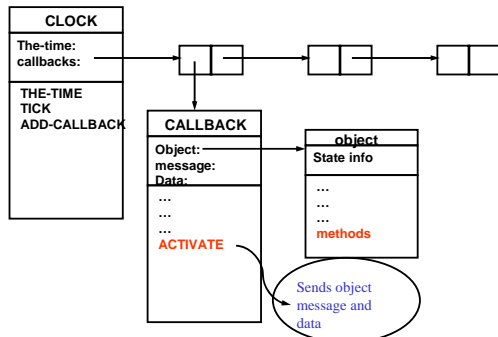 CLOCK
The-time:
callbacks:
THE-TIME
TICK
ADD-CALLBACK
CALLBACK
Object:
message:
Data:
...
...
...
ACTIVATE
object
State info
...
...
...
methods
Sends object
message and
data